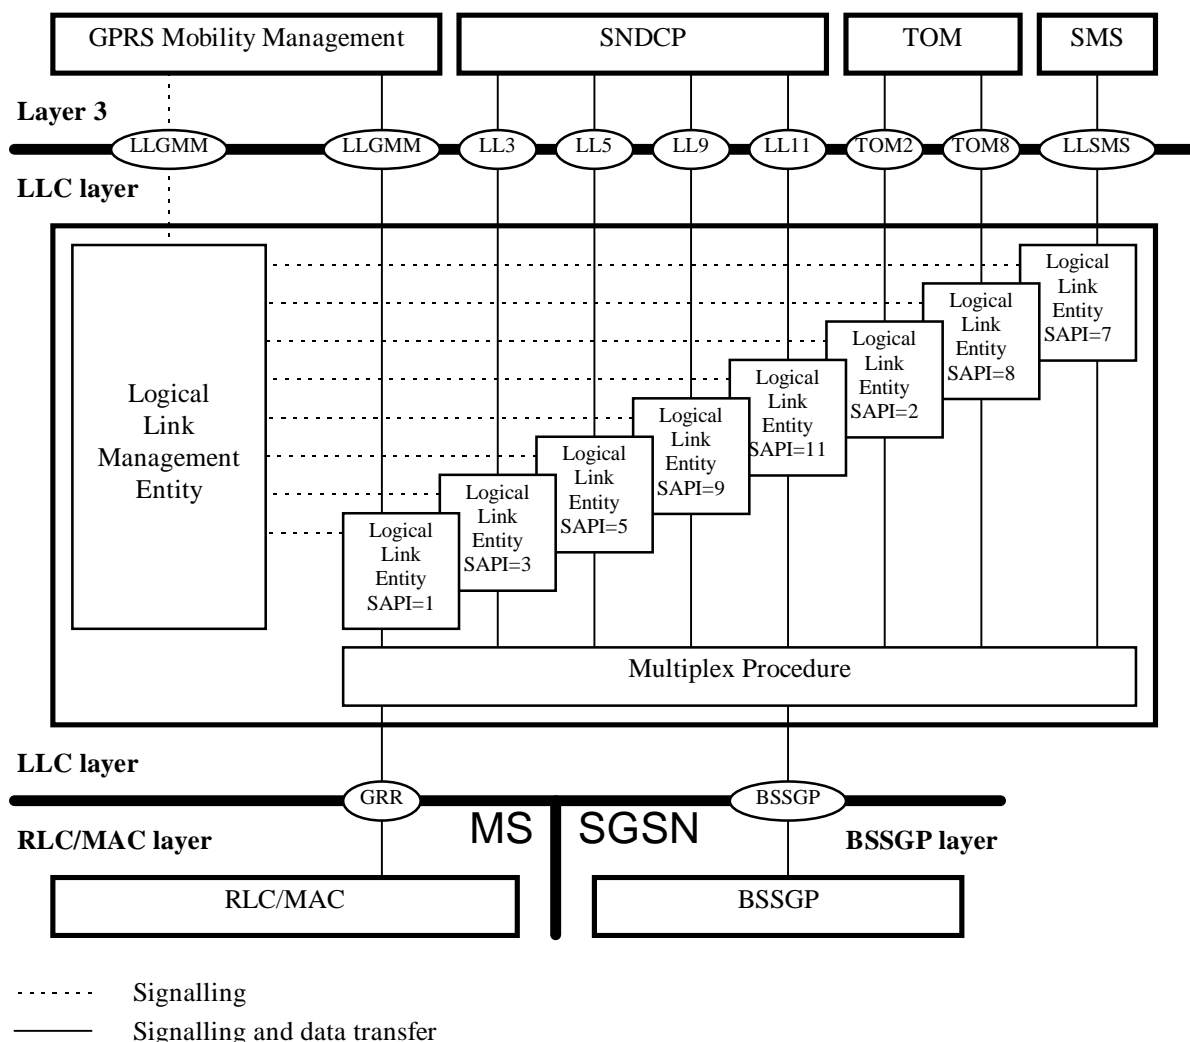 GPRS Mobility Management
SNDCP
TOM
SMS
Layer 3
LLGMM
LLGMM
LL3
LL5
LL9
LL11
TOM2
TOM8
LLSMS
LLC layer
Logical
Link
Management
Entity
Logical
Link
Entity
SAPI=1
Logical
Link
Entity
SAPI=3
Logical
Link
Entity
SAPI=5
Logical
Link
Entity
SAPI=9
Logical
Link
Entity
SAPI=11
Logical
Link
Entity
SAPI=2
Logical
Link
Entity
SAPI=8
Logical
Link
Entity
SAPI=7
Multiplex Procedure
LLC layer
GRR
BSSGP
RLC/MAC layer
MS
SGSN
BSSGP layer
RLC/MAC
BSSGP
Signalling
Signalling and data transfer